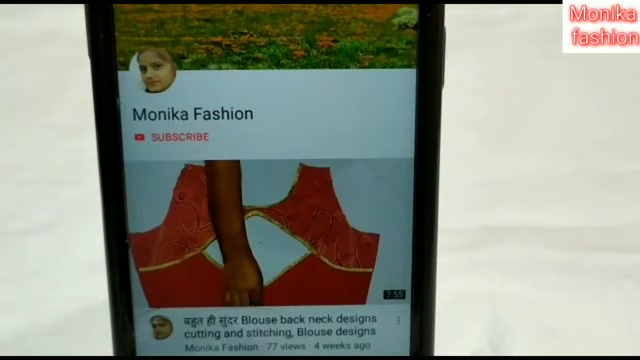 Monika
fashion
Monika Fashion
SUBSCRIBE
7:55
बहुत ही सुंदर Blouse back neck designs
cutting and stitching, Blouse designs
Monika Fashion · 77 views · 4 weeks ago